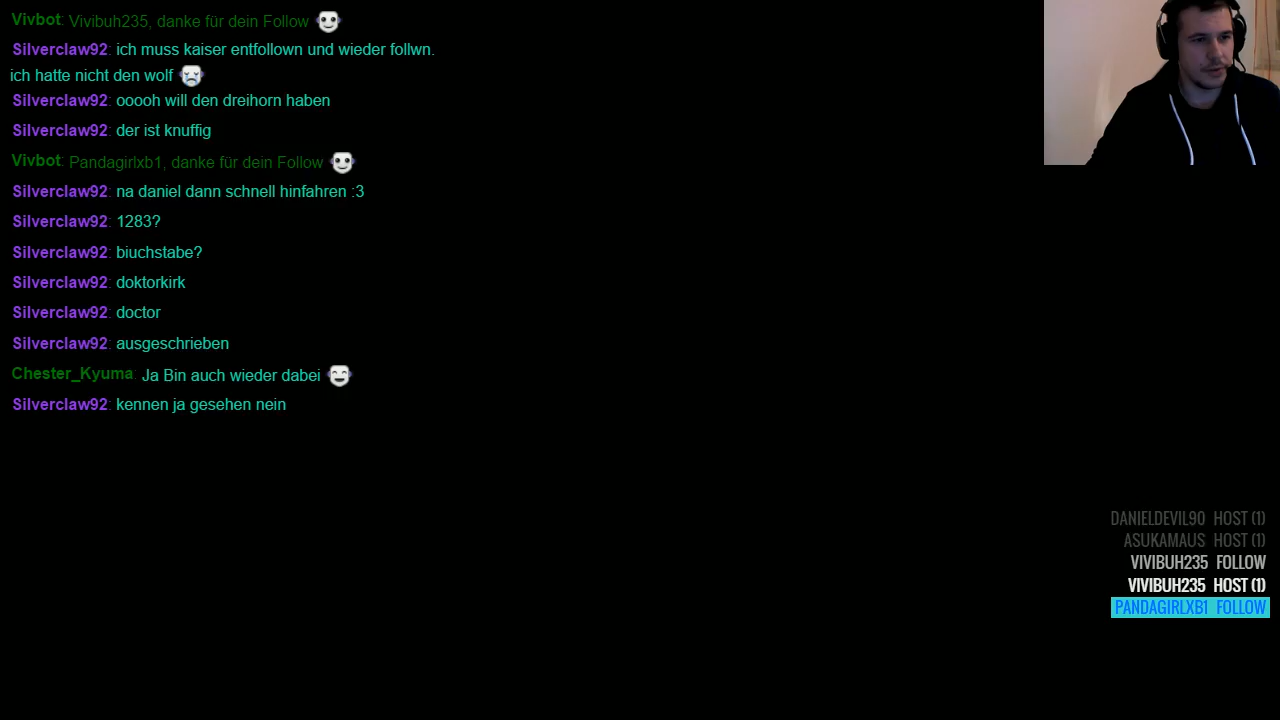 Vivbot: Vivibuh235, danke für dein Follow
Silverclaw92: ich muss kaiser entfollown und wieder follwn.
ich hatte nicht den wolf
Silverclaw92: ooooh will den dreihorn haben
Silverclaw92: der ist knuffig
Vivbot: Pandagirlxb1, danke für dein Follow
Silverclaw92: na daniel dann schnell hinfahren :3
Silverclaw92: 1283?
Silverclaw92: biuchstabe?
Silverclaw92: doktorkirk
Silverclaw92: doctor
Silverclaw92: ausgeschrieben
Chester_Kyuma: Ja Bin auch wieder dabei
Silverclaw92: kennen ja gesehen nein
DANIELDEVIL90 HOST (1)
ASUKAMAUS HOST (1)
VIVIBUH235 FOLLOW
VIVIBUH235 HOST (1)
PANDAGIRLXB1 FOLLOW